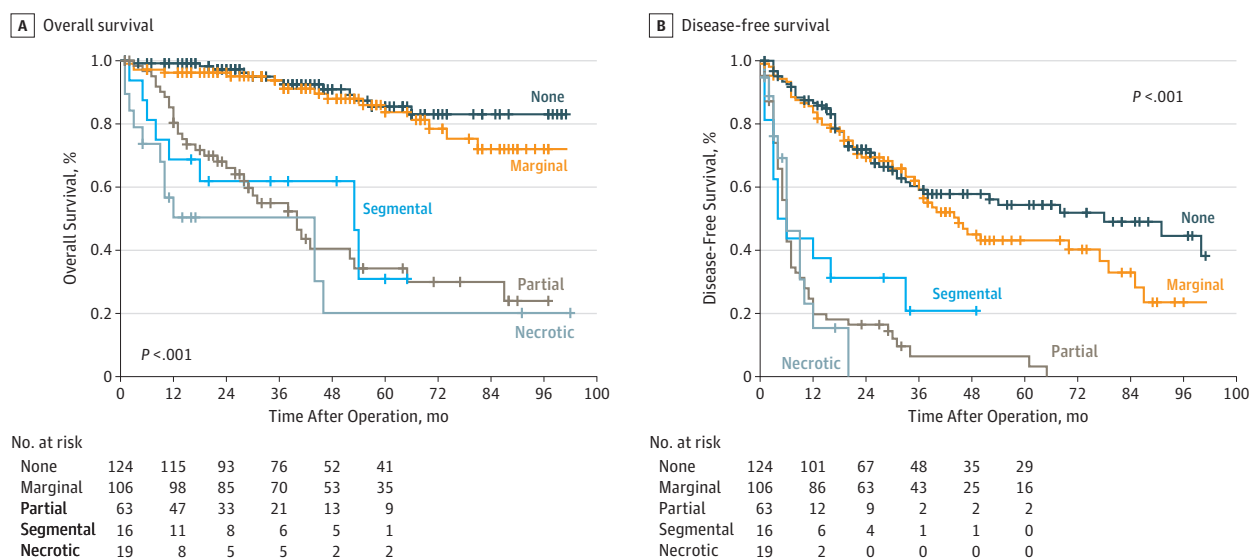 A Overall survival
1.0
0.8
0.6
0.4
0.2
0
Overall Survival, %
None
Marginal
Segmental
Partial
Necrotic
P <.001
0 12 24 36 48 60 72 84 96 100
Time After Operation, mo
No. at risk
None 124 115 93 76 52 41
Marginal 106 98 85 70 53 35
Partial 63 47 33 21 13 9
Segmental 16 11 8 6 5 1
Necrotic 19 8 5 5 2 2
B Disease-free survival
1.0
0.8
0.6
0.4
0.2
0
Disease-Free Survival, %
P <.001
None
Marginal
Segmental
Partial
Necrotic
0 12 24 36 48 60 72 84 96 100
Time After Operation, mo
No. at risk
None 124 101 67 48 35 29
Marginal 106 86 63 43 25 16
Partial 63 12 9 2 2 2
Segmental 16 6 4 1 1 0
Necrotic 19 2 0 0 0 0